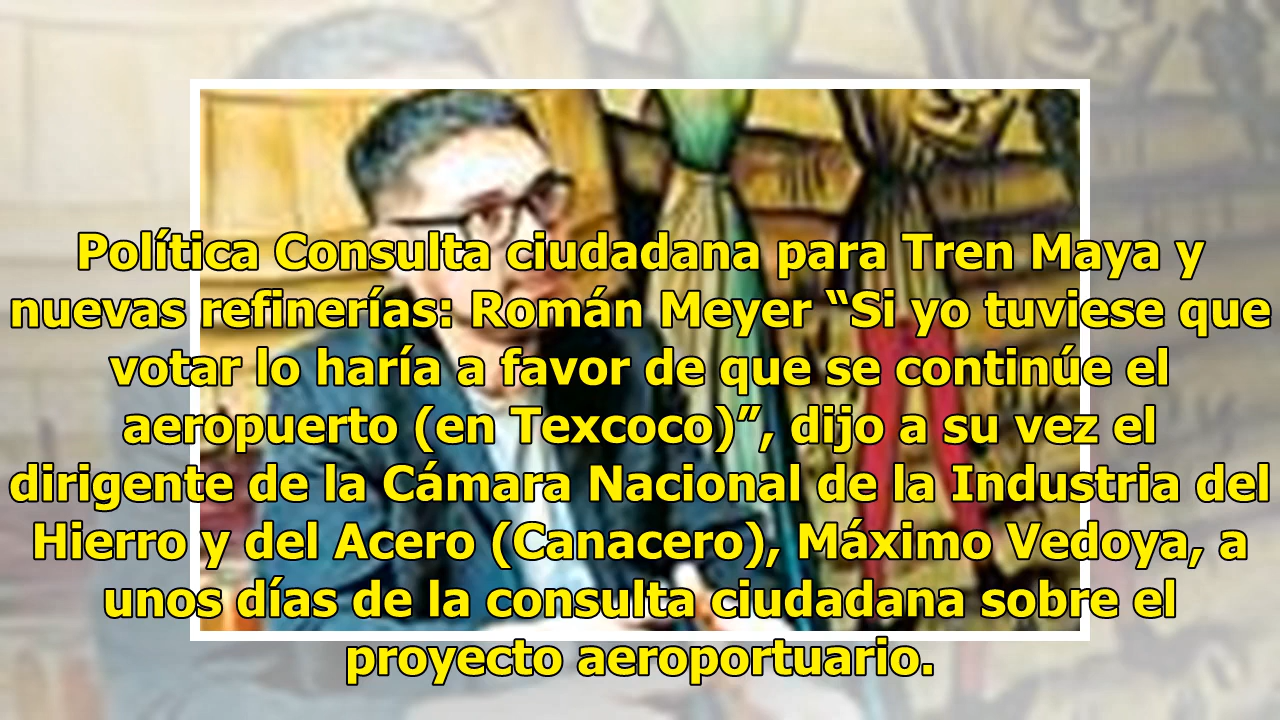 Política Consulta ciudadana para Tren Maya y
nuevas refinerías: Román Meyer “Si yo tuviese que
votar lo haría a favor de que se continúe el
aeropuerto (en Texcoco)”, dijo a su vez el
dirigente de la Cámara Nacional de la Industria del
Hierro y del Acero (Canacero), Máximo Vedoya, a
unos días de la consulta ciudadana sobre el
proyecto aeroportuario.